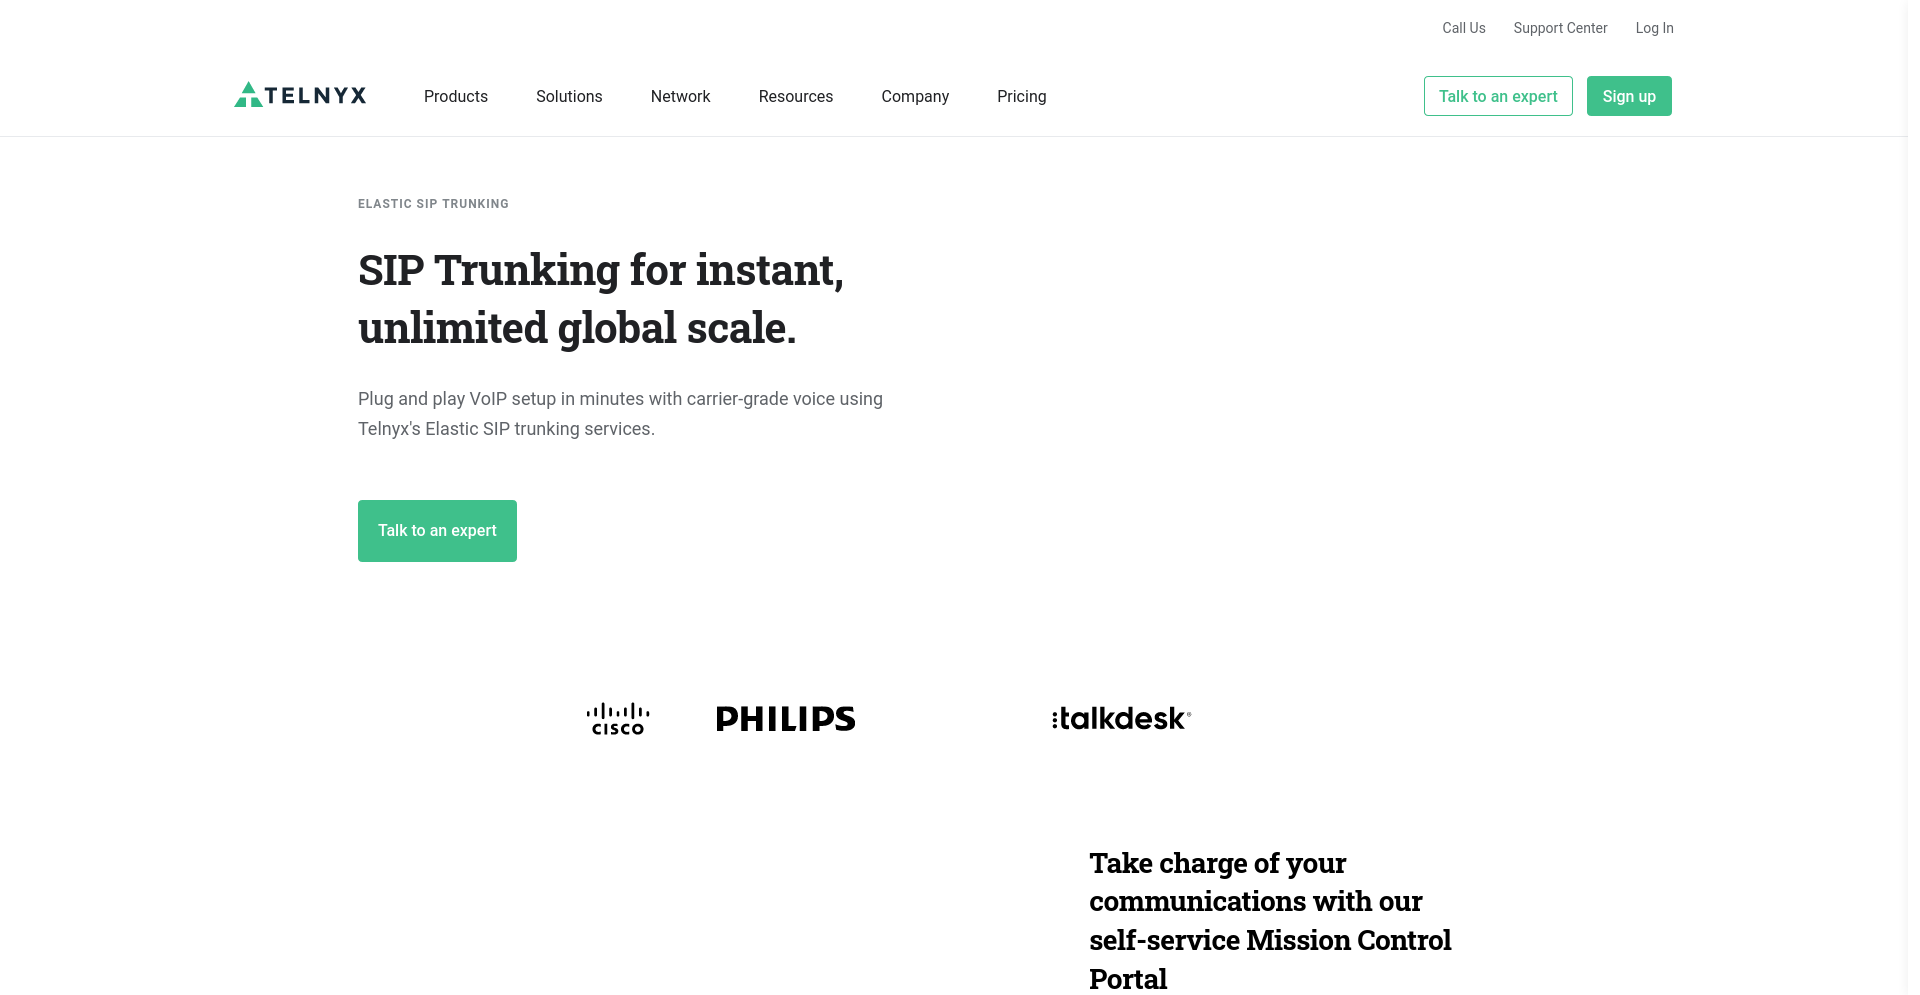 Call Us Support Center Log In
TELNYX Products Solutions Network Resources Company Pricing Talk to an expert Sign up
ELASTIC SIP TRUNKING
SIP Trunking for instant,
unlimited global scale.
Plug and play VoIP setup in minutes with carrier-grade voice using
Telnyx's Elastic SIP trunking services.
Talk to an expert
CISCO PHILIPS :talkdesk®
Take charge of your
communications with our
self-service Mission Control
Portal